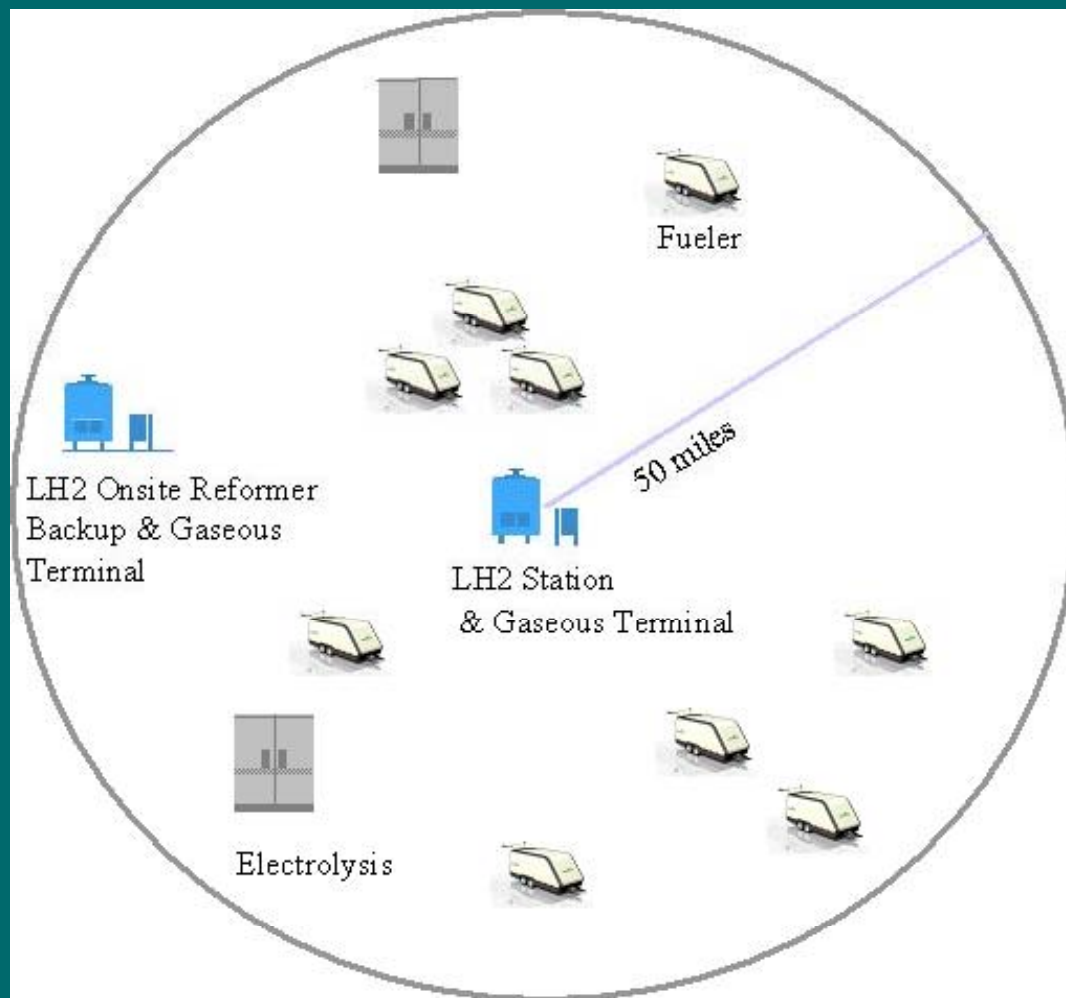 Fueler
50 miles
LH2 Onsite Reformer
Backup & Gaseous
Terminal
LH2 Station
& Gaseous Terminal
Electrolysis